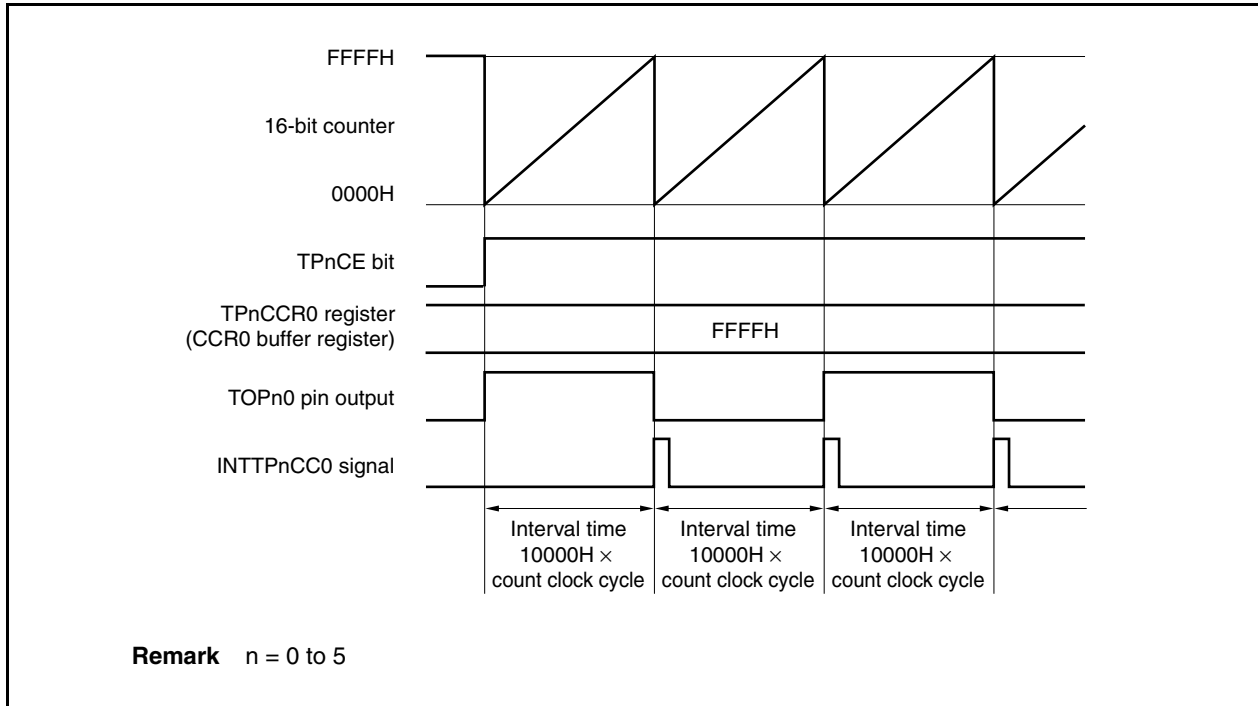 FFFFH
16-bit counter
0000H
TPnCE bit
TPnCCR0 register
(CCR0 buffer register)
FFFFH
TOPn0 pin output
INTTPnCC0 signal
Interval time
10000H ×
count clock cycle
Interval time
10000H ×
count clock cycle
Interval time
10000H ×
count clock cycle
Remark n = 0 to 5